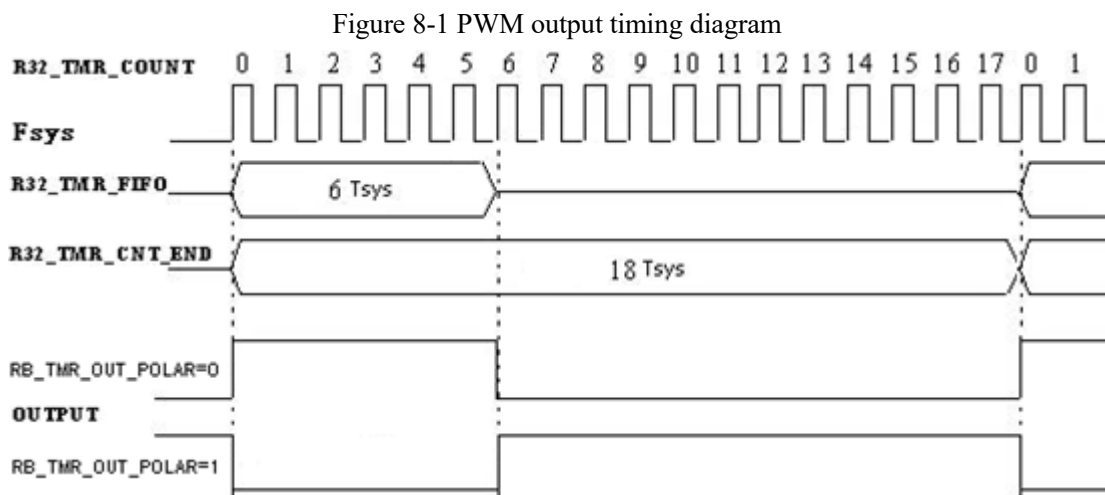 Figure 8-1 PWM output timing diagram
R32_TMR_COUNT 0 1 2 3 4 5 6 7 8 9 10 11 12 13 14 15 16 17 0 1
Fsys
R32_TMR_FIFO 6 Tsys
R32_TMR_CNT_END 18 Tsys
RB_TMR_OUT_POLAR=0
OUTPUT
RB_TMR_OUT_POLAR=1